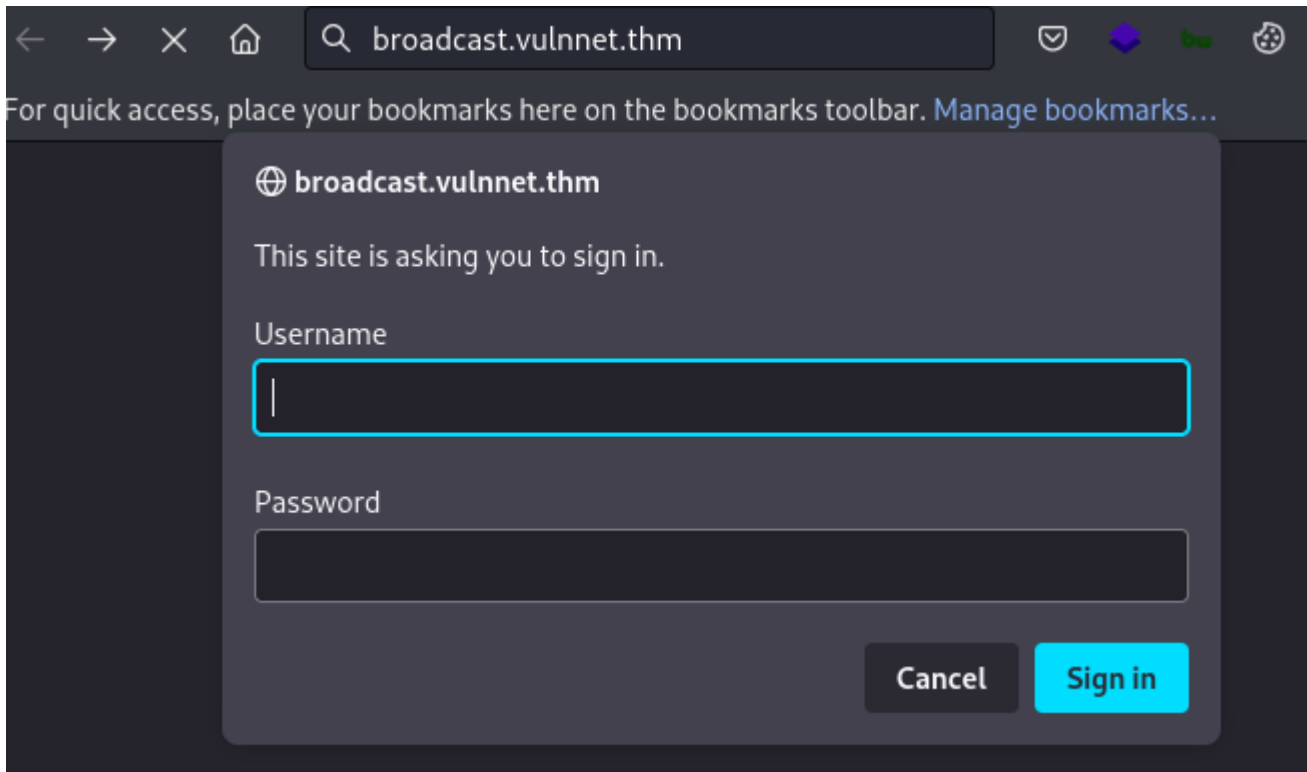 broadcast.vulnnet.thm
For quick access, place your bookmarks here on the bookmarks toolbar. Manage bookmarks...
broadcast.vulnnet.thm
This site is asking you to sign in.
Username
Password
Cancel Sign in